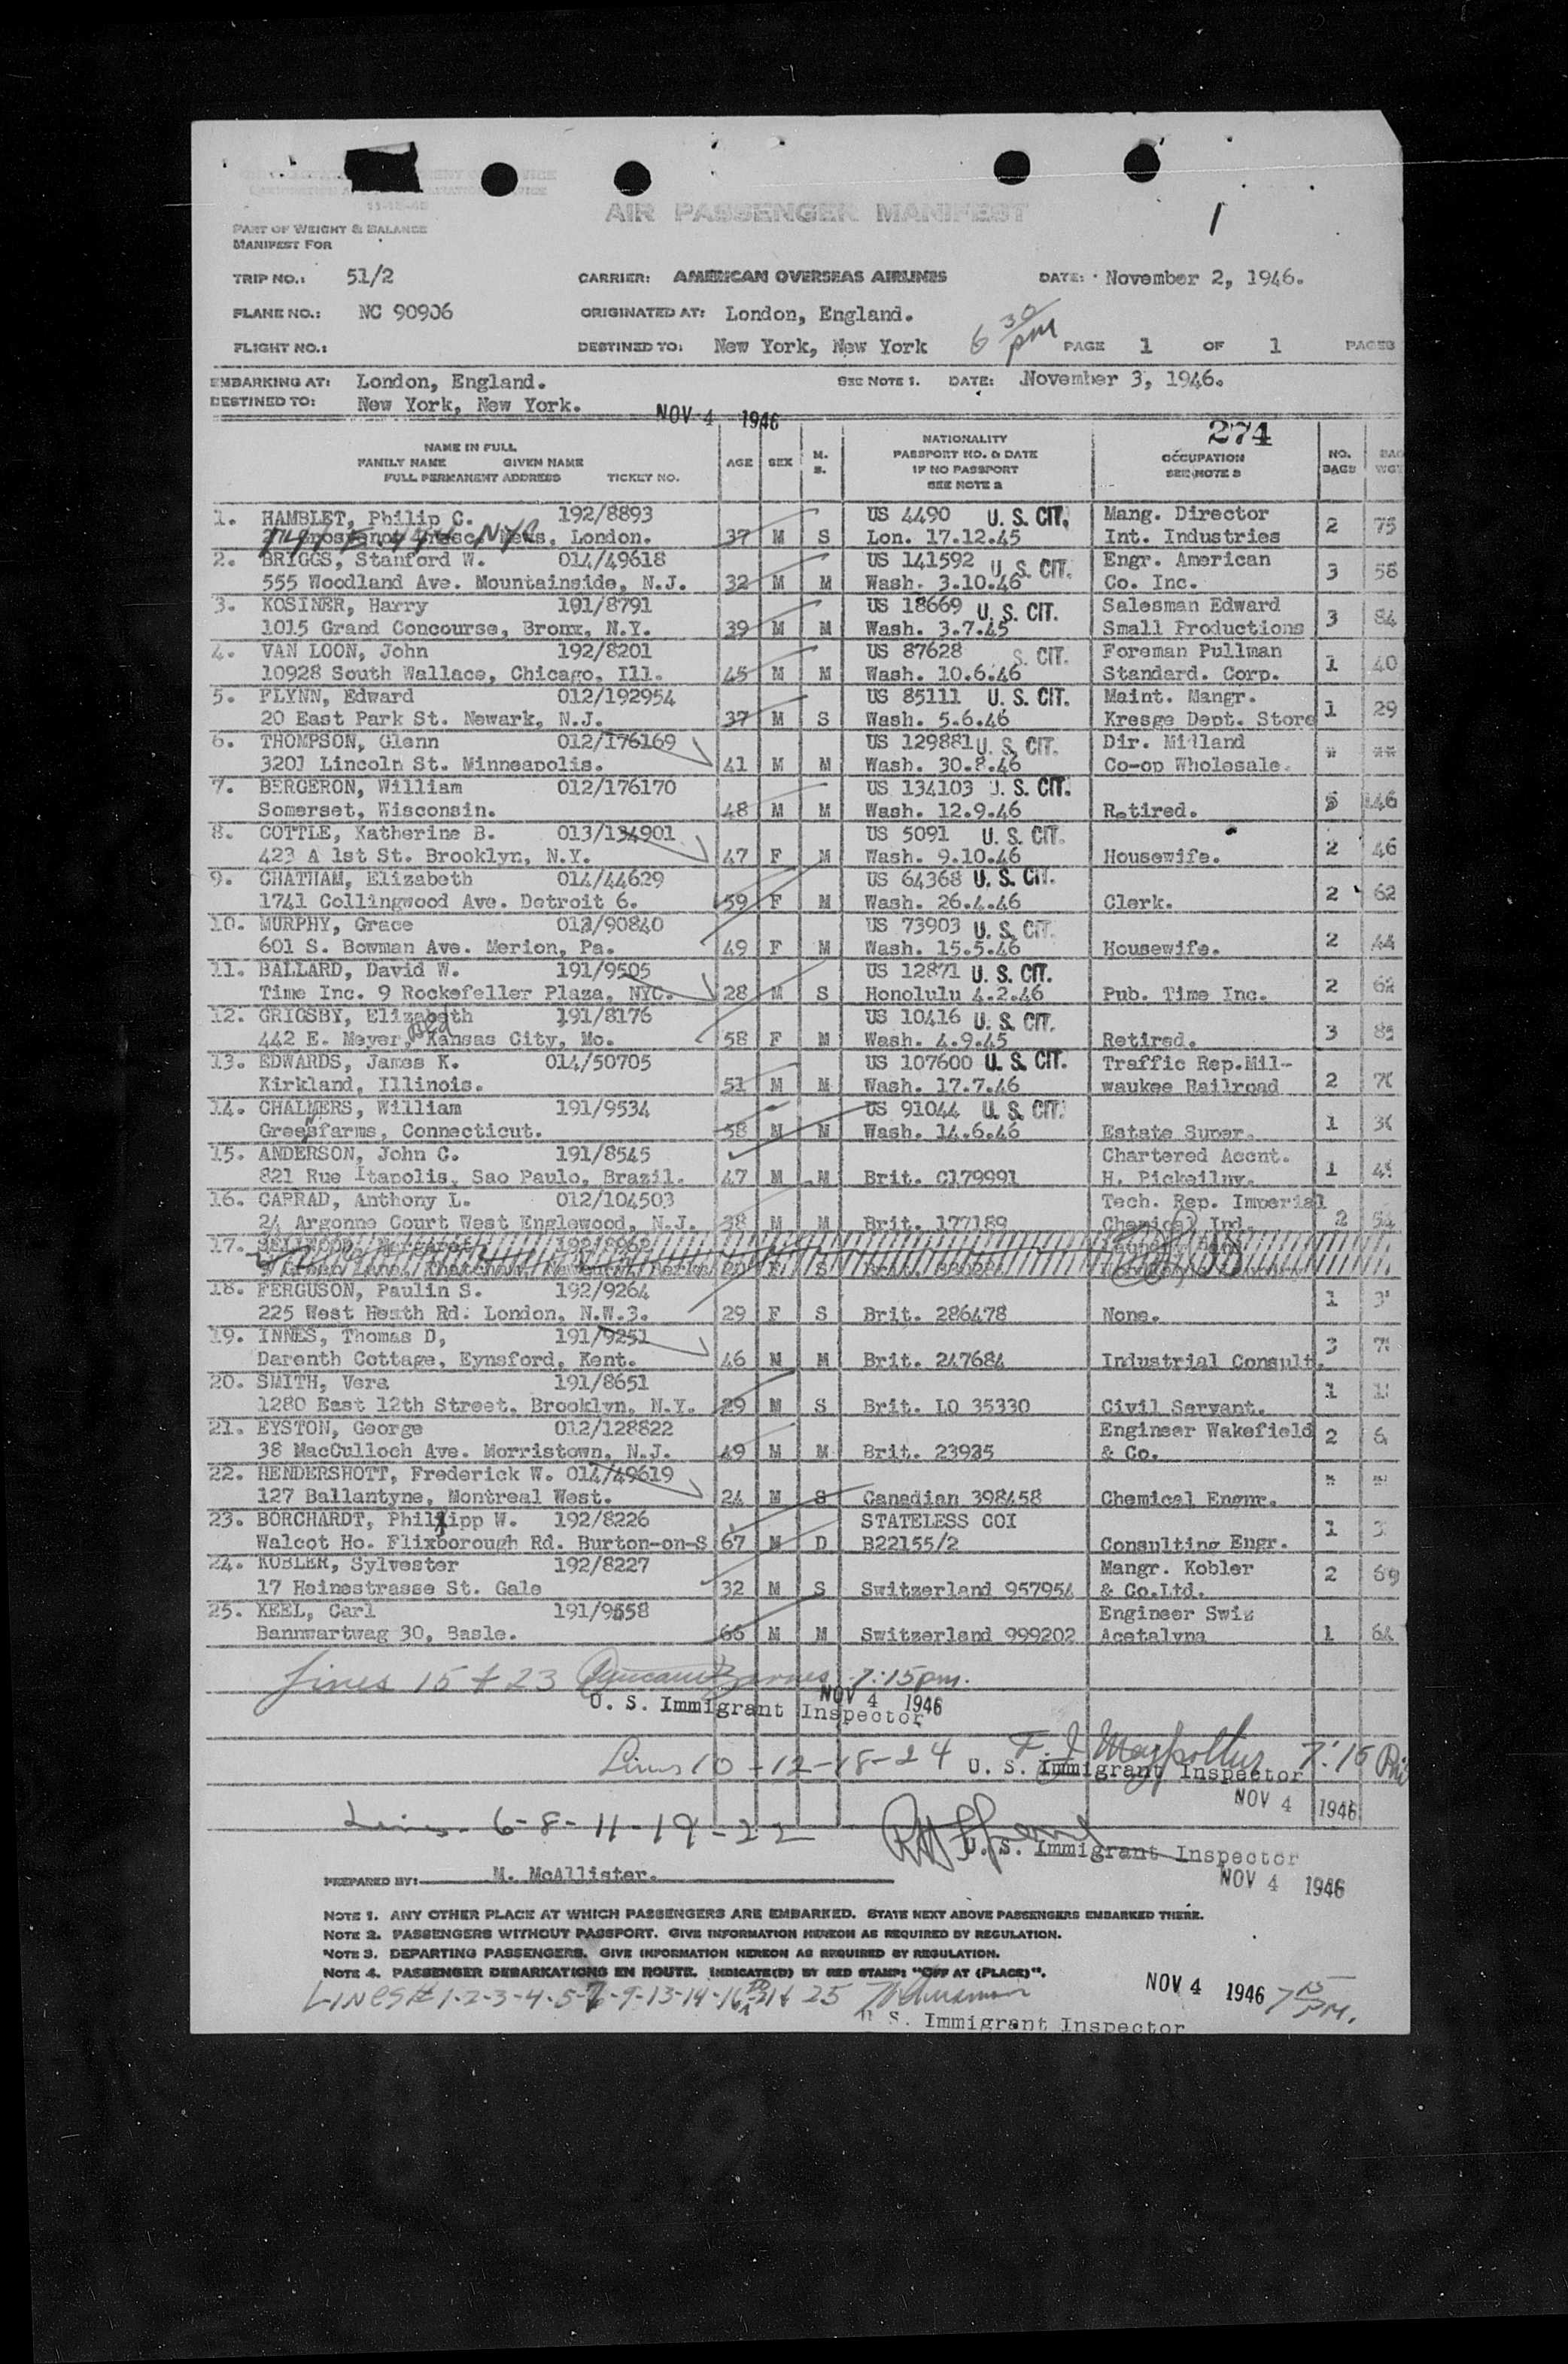 AIR PASSENGER MANIFEST
1
PART OF WEIGHT & BALANCE
MANIFEST FOR
TRIP NO.: 51/2 CARRIER: AMERICAN OVERSEAS AIRLINES DATE: November 2, 1946.
PLANE NO.: NC 90906 ORIGINATED AT: London, England.
6 30 pm
FLIGHT NO.: DESTINED TO: New York, New York PAGE 1 OF 1 PAGES
EMBARKING AT: London, England. SEE NOTE 1. DATE: November 3, 1946.
DESTINED TO: New York, New York.
NOV 4 1946
274
NAME IN FULL
FAMILY NAME GIVEN NAME
FULL PERMANENT ADDRESS TICKET NO.
AGE SEX M. S.
NATIONALITY
PASSPORT NO. & DATE
IF NO PASSPORT
SEE NOTE 2
OCCUPATION
SEE NOTE 3
NO. BAGS
1. HAMBLET, Philip C. 192/8893 US 4490 U. S. CIT. Mang. Director
Mews, London. 37 M S Lon. 17.12.45 Int. Industries 2 75
2. BRIGGS, Stanford W. 014/49618 US 141592 U. S. CIT. Engr. American
555 Woodland Ave. Mountainside, N.J. 32 M M Wash. 3.10.46 Co. Inc. 3 58
3. KOSINER, Harry 191/8791 US 18669 U. S. CIT. Salesman Edward
1015 Grand Concourse, Bronx, N.Y. 39 M M Wash. 3.7.45 Small Productions 3 84
4. VAN LOON, John 192/8201 US 87628 S. CIT. Foreman Pullman
10928 South Wallace, Chicago, Ill. 45 M M Wash. 10.6.46 Standard. Corp. 1 40
5. FLYNN, Edward 012/192954 US 85111 U. S. CIT. Maint. Mangr.
20 East Park St. Newark, N.J. 37 M S Wash. 5.6.46 Kresge Dept. Store 1 29
6. THOMPSON, Glenn 012/176169 US 129881 U. S. CIT. Dir. Midland
3201 Lincoln St. Minneapolis. 41 M M Wash. 30.8.46 Co-op Wholesale. * **
7. BERGERON, William 012/176170 US 134103 U. S. CIT.
Somerset, Wisconsin. 48 M M Wash. 12.9.46 Retired. 5 146
8. COTTLE, Katherine B. 013/134901 US 5091 U. S. CIT.
423 A 1st St. Brooklyn, N.Y. 47 F M Wash. 9.10.46 Housewife. 2 46
9. CHATHAM, Elizabeth 014/44629 US 64368 U. S. CIT.
1741 Collingwood Ave. Detroit 6. 59 F M Wash. 26.4.46 Clerk. 2 62
10. MURPHY, Grace 012/90840 US 73903 U. S. CIT.
601 S. Bowman Ave. Merion, Pa. 49 F M Wash. 15.5.46 Housewife. 2 44
11. BALLARD, David W. 191/9505 US 12871 U. S. CIT.
Time Inc. 9 Rockefeller Plaza, NYC. 28 M S Honolulu 4.2.46 Pub. Time Inc. 2 62
12. GRIGSBY, Elizabeth 191/8176 US 10416 U. S. CIT.
442 E. Meyer, Kansas City, Mo. 58 F M Wash. 4.9.45 Retired. 3
13. EDWARDS, James K. 014/50705 US 107600 U. S. CIT. Traffic Rep.Mil-
Kirkland, Illinois. 51 M M Wash. 17.7.46 waukee Railroad 2
14. CHALMERS, William 191/9534 US 91044 U. S. CIT.
Greensfarms, Connecticut. 58 M M Wash. 14.6.46 Estate Super. 1
15. ANDERSON, John C. 191/8545 Chartered Accnt.
821 Rue Itapolis, Sao Paulo, Brazil. 47 M M Brit. C179991 H. Pickeilny. 1
16. CAPRAD, Anthony L. 012/104503 Tech. Rep. Imperial
24 Argonne Court West Englewood, N.J. 38 M M Brit. 177189 Chemical Ind. 2
17.
18. FERGUSON, Paulin S. 192/9264
225 West Heath Rd. London, N.W.3. 29 F S Brit. 286478 None. 1
19. INNES, Thomas D, 191/9251
Darenth Cottage, Eynsford, Kent. 46 M M Brit. 247684 Industrial Consult. 3
20. SMITH, Vera 191/8651
1280 East 12th Street, Brooklyn, N.Y. 29 M S Brit. LO 35330 Civil Servant. 1
21. EYSTON, George 012/128822 Engineer Wakefield
38 MacCulloch Ave. Morristown, N.J. 49 M M Brit. 23935 & Co. 2
22. HENDERSHOTT, Frederick W. 014/49619
127 Ballantyne, Montreal West. 24 M S Canadian 398458 Chemical Engnr. *
23. BORCHARDT, Philipp W. 192/8226 STATELESS COI
Walcot Ho. Flixborough Rd. Burton-on-S 67 M D B22155/2 Consulting Engr. 1
24. KOBLER, Sylvester 192/8227 Mangr. Kobler
17 Heinestrasse St. Gale 32 M S Switzerland 957954 & Co.Ltd. 2 69
25. KEEL, Carl 191/9558 Engineer Swiz
Bannwartwag 30, Basle. 66 M M Switzerland 999202 Acetalyna 1 64
Lines 15 & 23 7:15pm.
NOV 4 1946
U. S. Immigrant Inspector
Lines 10-12-18-24 7:15 PM
U. S. Immigrant Inspector
NOV 4 1946
Lines - 6-8-11-19-22
U. S. Immigrant Inspector
NOV 4 1946
PREPARED BY: M. McAllister.
NOTE 1. ANY OTHER PLACE AT WHICH PASSENGERS ARE EMBARKED. STATE NEXT ABOVE PASSENGERS EMBARKED THERE.
NOTE 2. PASSENGERS WITHOUT PASSPORT. GIVE INFORMATION HEREON AS REQUIRED BY REGULATION.
NOTE 3. DEPARTING PASSENGERS. GIVE INFORMATION HEREON AS REQUIRED BY REGULATION.
NOTE 4. PASSENGER DEBARKATIONS EN ROUTE. INDICATE(D) BY RED STAMP: "OFF AT (PLACE)".
LINES# 1-2-3-4-5-7-9-13-14-16-20-21 & 25
NOV 4 1946 7 15 PM.
S. Immigrant Inspector